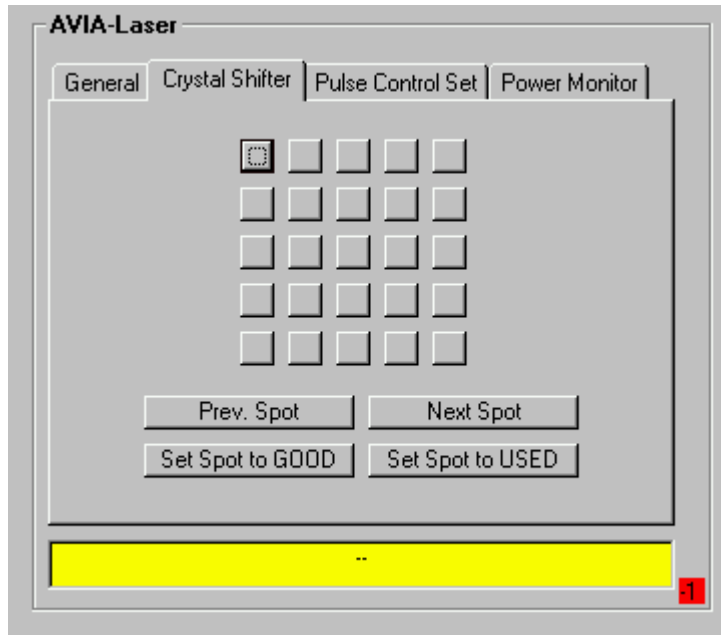 AVIA-Laser
General Crystal Shifter Pulse Control Set Power Monitor
Prev. Spot Next Spot
Set Spot to GOOD Set Spot to USED
--
-1